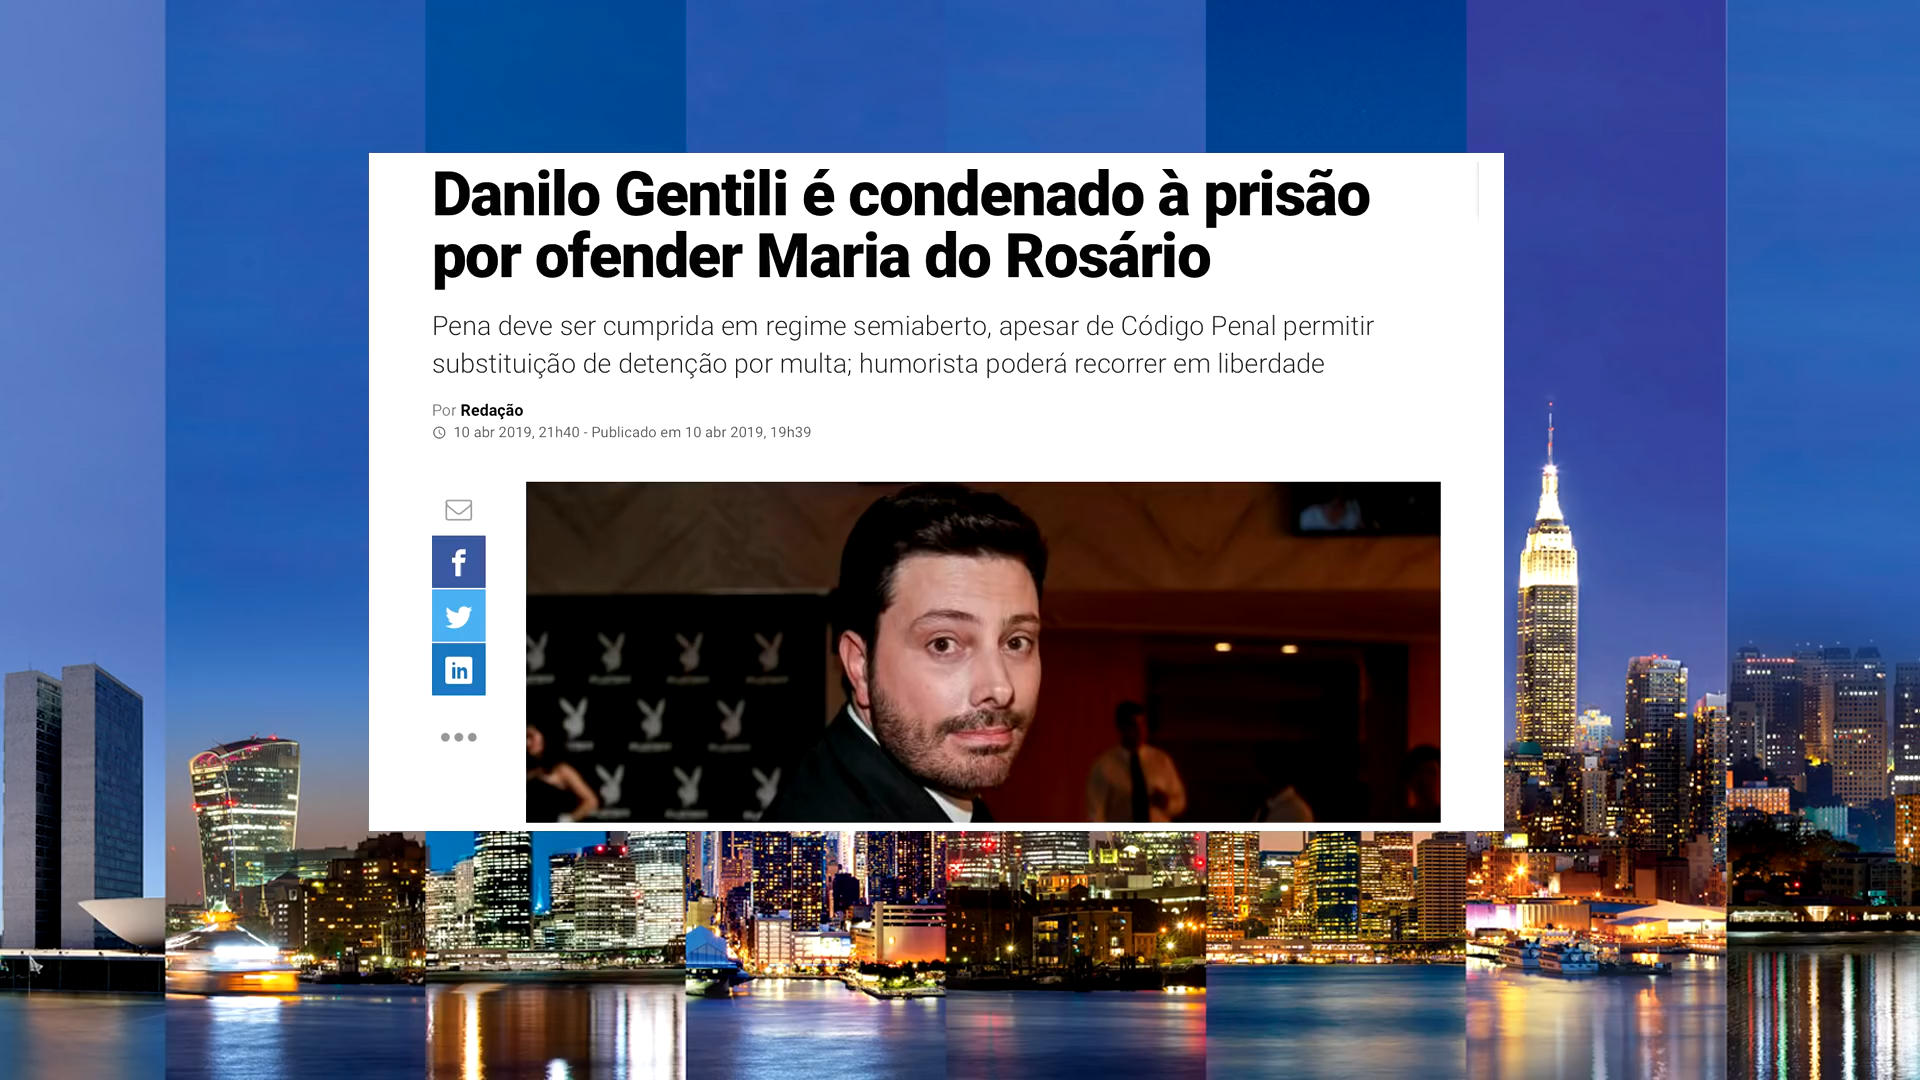 Danilo Gentili é condenado à prisão
por ofender Maria do Rosário
Pena deve ser cumprida em regime semiaberto, apesar de Código Penal permitir
substituição de detenção por multa; humorista poderá recorrer em liberdade
Por Redação
10 abr 2019, 21h40 - Publicado em 10 abr 2019, 19h39